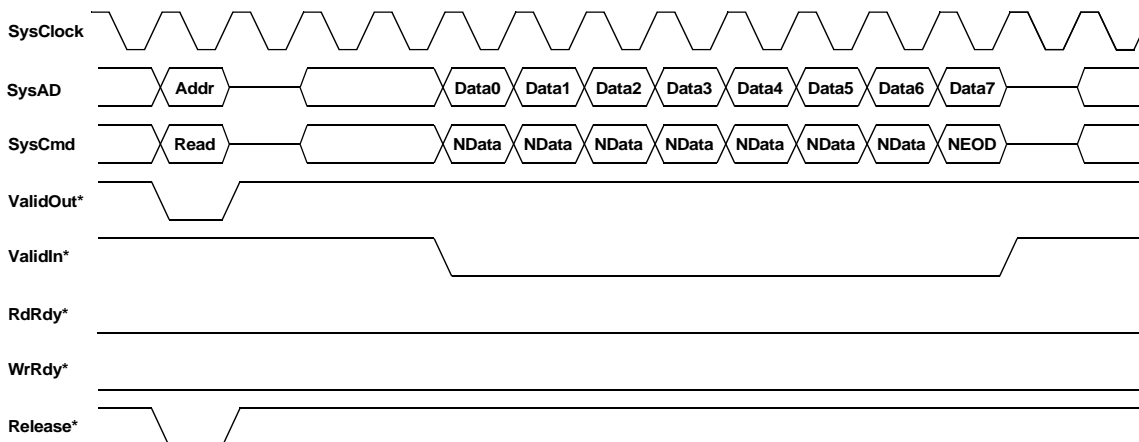 SysClock
SysAD Addr Data0 Data1 Data2 Data3 Data4 Data5 Data6 Data7
SysCmd Read NData NData NData NData NData NData NData NEOD
ValidOut*
ValidIn*
RdRdy*
WrRdy*
Release*